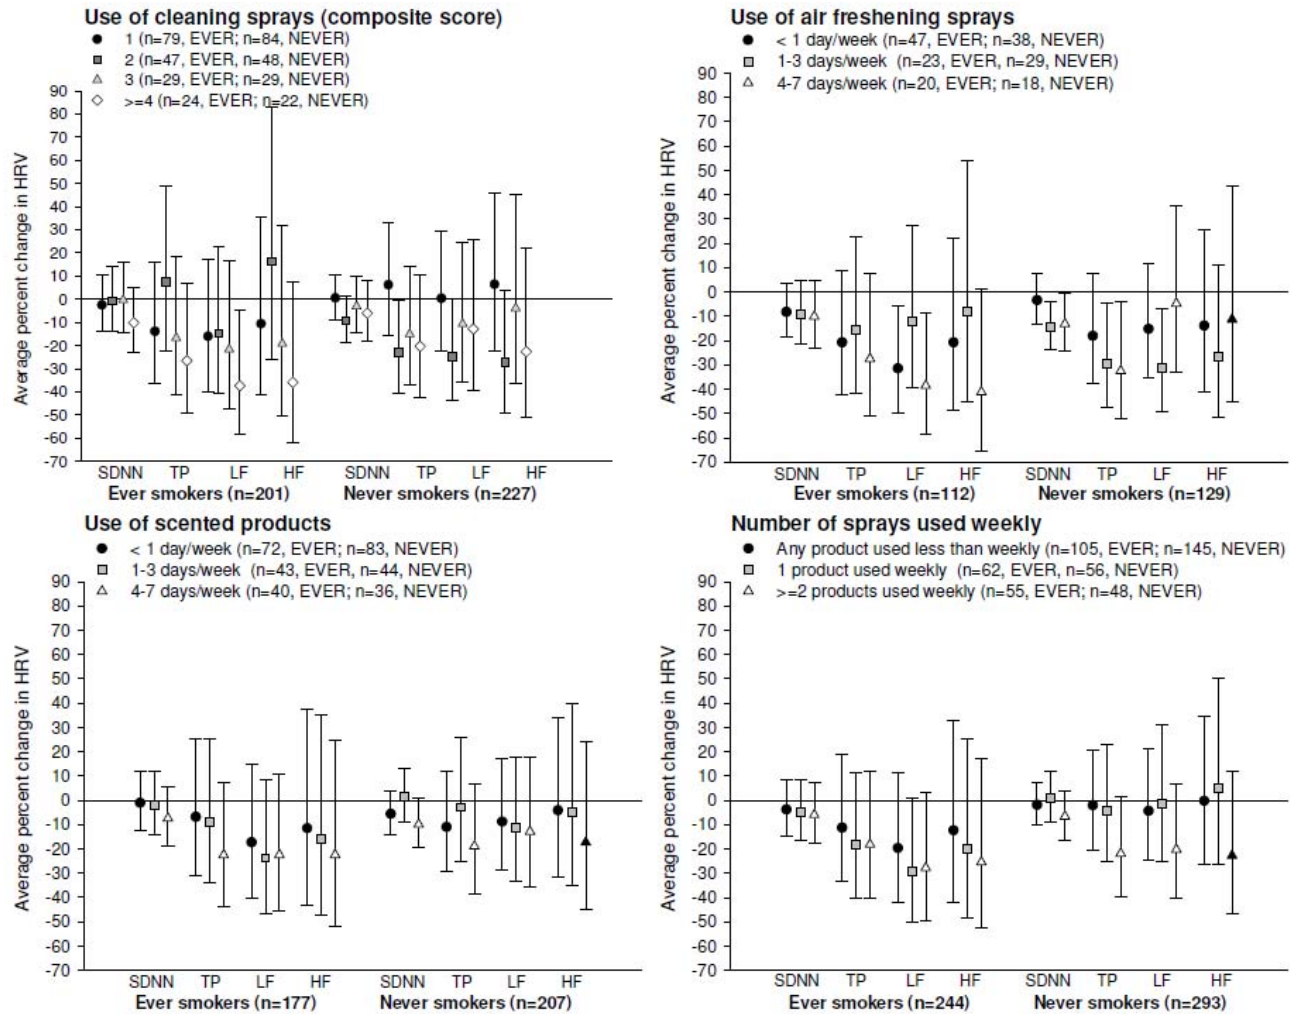 Use of cleaning sprays (composite score)
1 (n=79, EVER; n=84, NEVER)
2 (n=47, EVER, n=48, NEVER)
3 (n=29, EVER; n=29, NEVER)
>=4 (n=24, EVER; n=22, NEVER)
Average percent change in HRV
90
80
70
60
50
40
30
20
10
0
-10
-20
-30
-40
-50
-60
-70
SDNN TP LF HF SDNN TP LF HF
Ever smokers (n=201) Never smokers (n=227)
Use of air freshening sprays
< 1 day/week (n=47, EVER; n=38, NEVER)
1-3 days/week (n=23, EVER, n=29, NEVER)
4-7 days/week (n=20, EVER; n=18, NEVER)
Average percent change in HRV
90
80
70
60
50
40
30
20
10
0
-10
-20
-30
-40
-50
-60
-70
SDNN TP LF HF SDNN TP LF HF
Ever smokers (n=112) Never smokers (n=129)
Use of scented products
< 1 day/week (n=72, EVER; n=83, NEVER)
1-3 days/week (n=43, EVER, n=44, NEVER)
4-7 days/week (n=40, EVER; n=36, NEVER)
Average percent change in HRV
90
80
70
60
50
40
30
20
10
0
-10
-20
-30
-40
-50
-60
-70
SDNN TP LF HF SDNN TP LF HF
Ever smokers (n=177) Never smokers (n=207)
Number of sprays used weekly
Any product used less than weekly (n=105, EVER; n=145, NEVER)
1 product used weekly (n=62, EVER, n=56, NEVER)
>=2 products used weekly (n=55, EVER; n=48, NEVER)
Average percent change in HRV
90
80
70
60
50
40
30
20
10
0
-10
-20
-30
-40
-50
-60
-70
SDNN TP LF HF SDNN TP LF HF
Ever smokers (n=244) Never smokers (n=293)